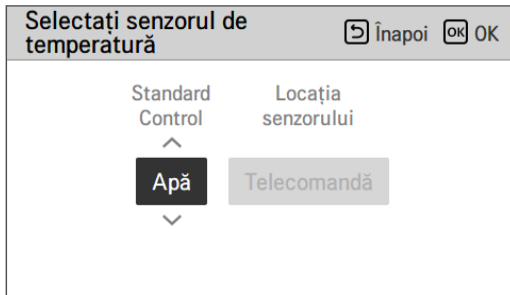 Selectați senzorul de
temperatură
Înapoi OK OK
Standard
Control
Locația
senzorului
Apă
Telecomandă